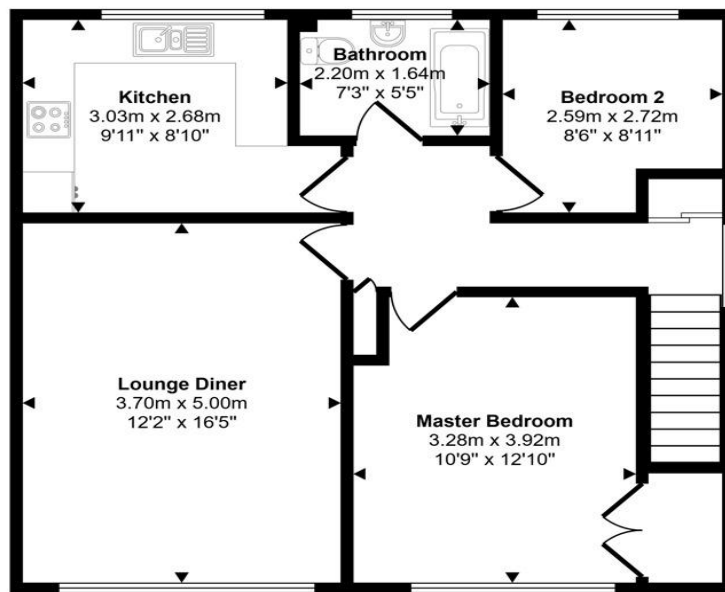 Kitchen
3.03m x 2.68m
9'11" x 8'10"
Bathroom
2.20m x 1.64m
7'3" x 5'5"
Bedroom 2
2.59m x 2.72m
8'6" x 8'11"
Lounge Diner
3.70m x 5.00m
12'2" x 16'5"
Master Bedroom
3.28m x 3.92m
10'9" x 12'10"